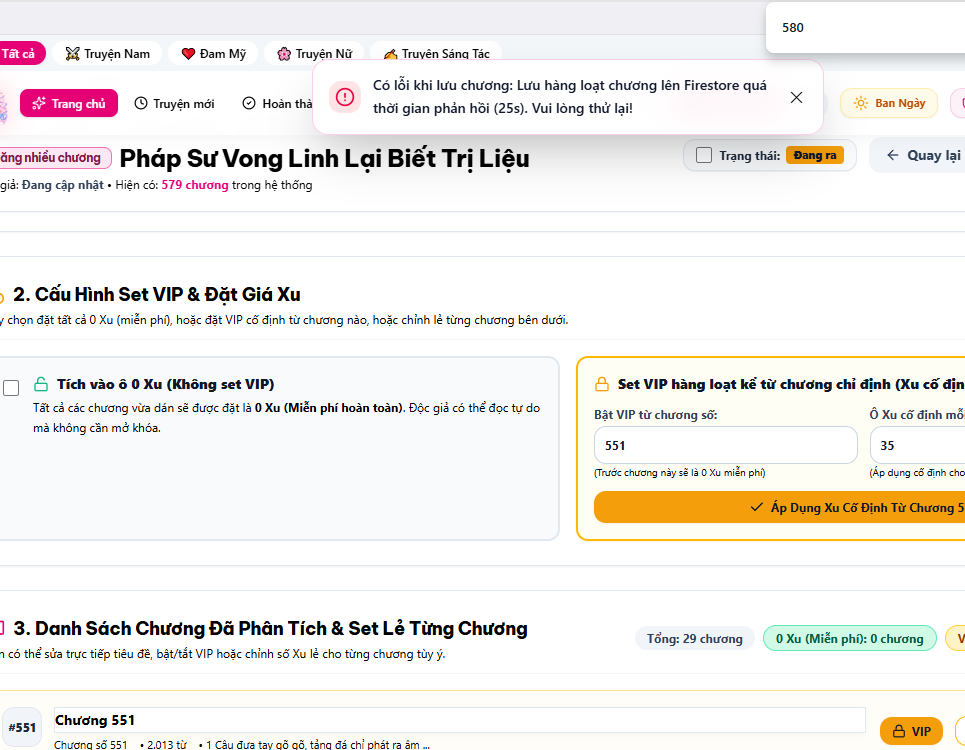 580
Tất cả
Truyện Nam
Đam Mỹ
Truyện Nữ
Truyện Sáng Tác
Có lỗi khi lưu chương: Lưu hàng loạt chương lên Firestore quá
thời gian phản hồi (25s). Vui lòng thử lại!
Trang chủ
Truyện mới
Hoàn thà
Ban Ngày
ăng nhiều chương
Pháp Sư Vong Linh Lại Biết Trị Liệu
Trạng thái: Đang ra
Quay lại
giả: Đang cập nhật • Hiện có: 579 chương trong hệ thống
2. Cấu Hình Set VIP & Đặt Giá Xu
y chọn đặt tất cả 0 Xu (miễn phí), hoặc đặt VIP cố định từ chương nào, hoặc chỉnh lẻ từng chương bên dưới.
Tích vào ô 0 Xu (Không set VIP)
Tất cả các chương vừa dán sẽ được đặt là 0 Xu (Miễn phí hoàn toàn). Độc giả có thể đọc tự do
mà không cần mở khóa.
Set VIP hàng loạt kể từ chương chỉ định (Xu cố địn
Bật VIP từ chương số:
Ô Xu cố định mỗi
551
35
(Trước chương này sẽ là 0 Xu miễn phí)
(Áp dụng cố định cho
Áp Dụng Xu Cố Định Từ Chương 5
3. Danh Sách Chương Đã Phân Tích & Set Lẻ Từng Chương
Tổng: 29 chương
0 Xu (Miễn phí): 0 chương
V
n có thể sửa trực tiếp tiêu đề, bật/tắt VIP hoặc chỉnh số Xu lẻ cho từng chương tùy ý.
#551
Chương 551
VIP
Chương số 551 • 2.013 từ • 1 Câu đưa tay gõ gõ, tảng đá chỉ phát ra âm ...